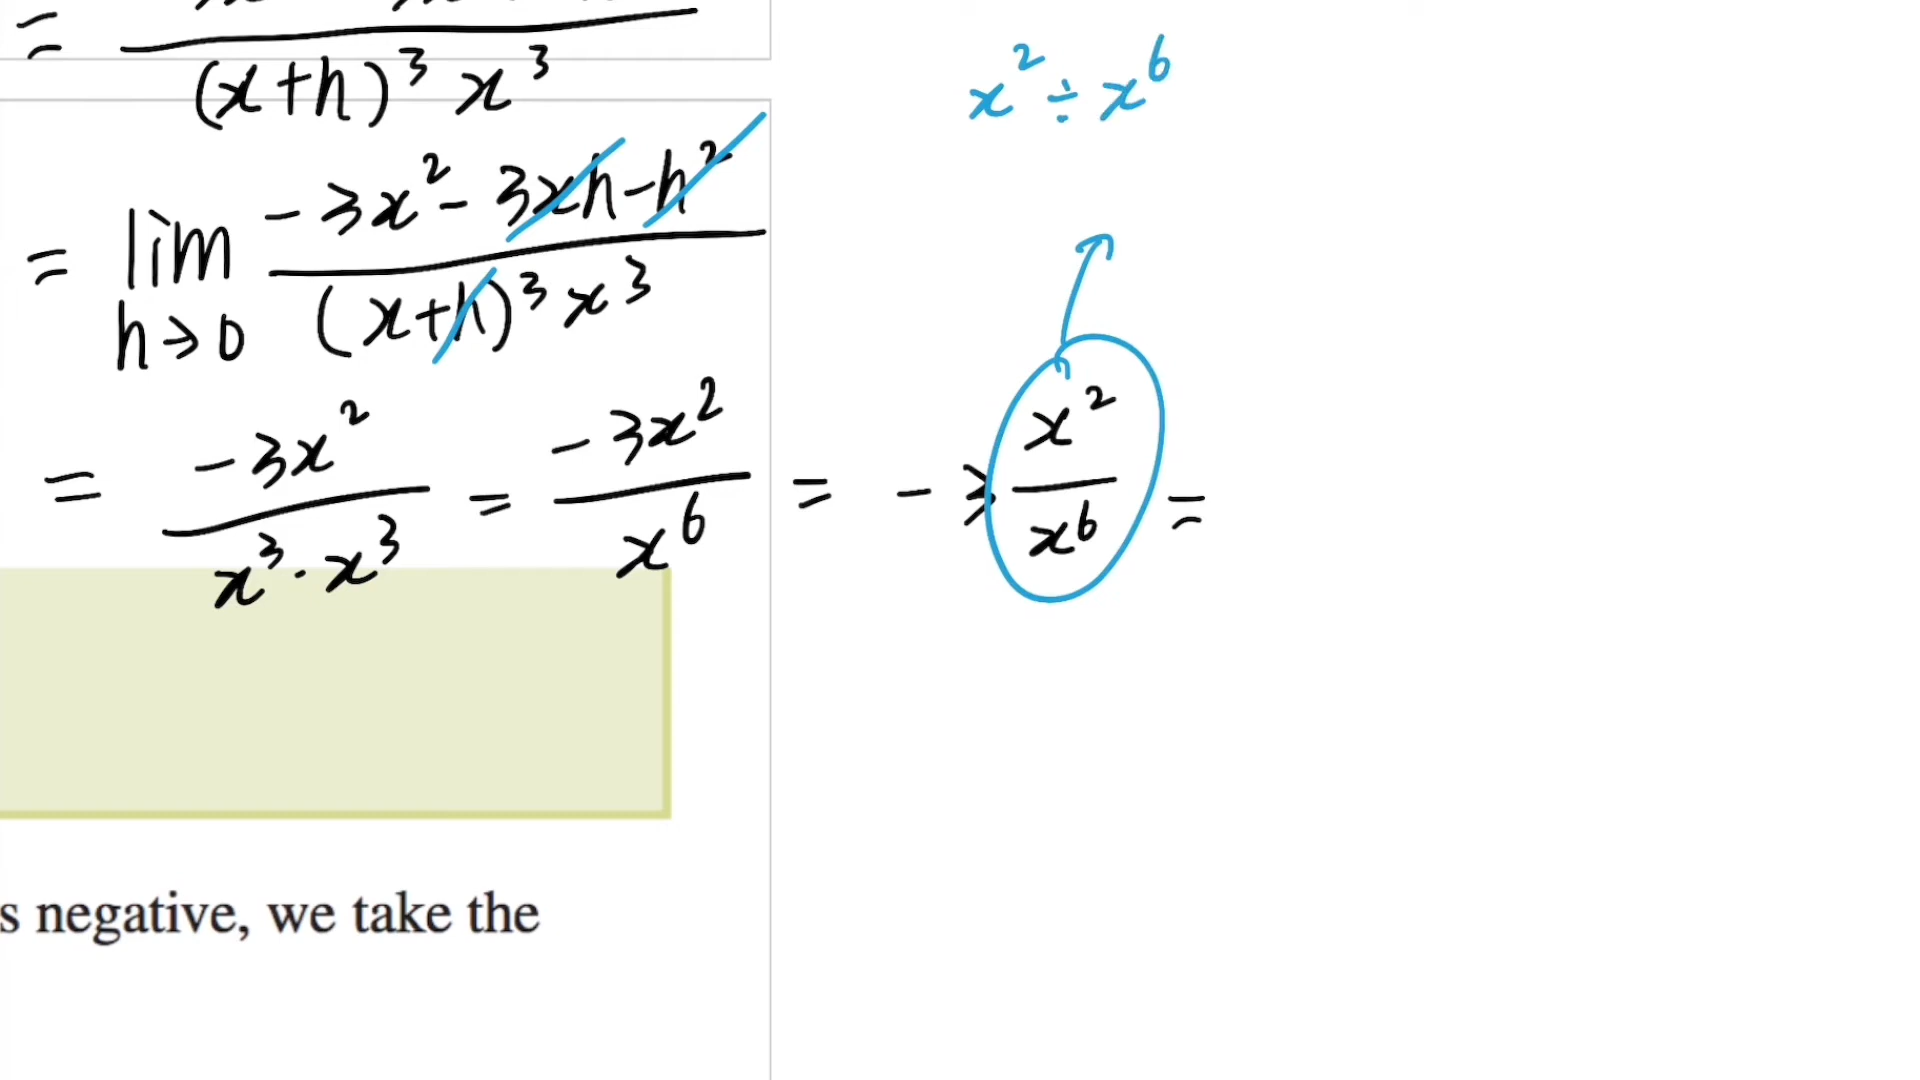 =
(x+h)³ x³
x² ÷ x⁶
= lim h→0 (-3x² - 3xh - h²) / ((x+h)³ x³)
= -3x² / (x³ · x³) = -3x² / x⁶ = -3 x² / x⁶ =
s negative, we take the